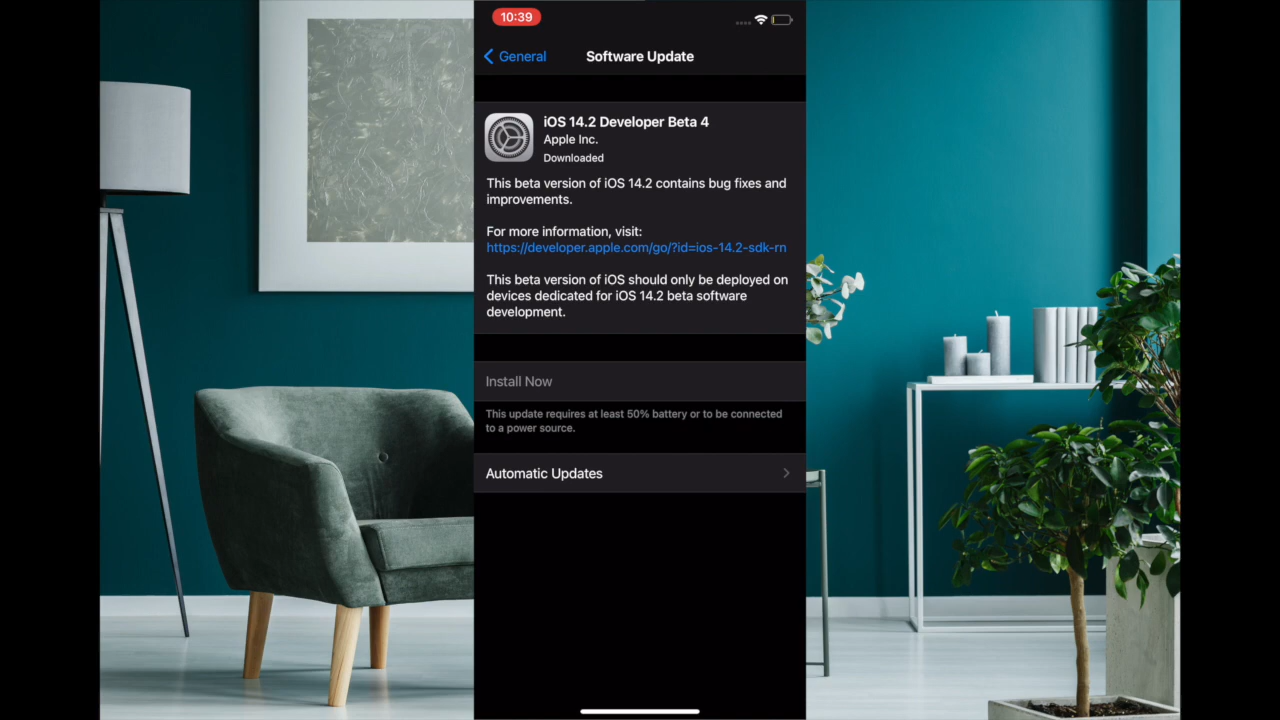 10:39
General
Software Update
iOS 14.2 Developer Beta 4
Apple Inc.
Downloaded
This beta version of iOS 14.2 contains bug fixes and
improvements.
For more information, visit:
https://developer.apple.com/go/?id=ios-14.2-sdk-rn
This beta version of iOS should only be deployed on
devices dedicated for iOS 14.2 beta software
development.
Install Now
This update requires at least 50% battery or to be connected
to a power source.
Automatic Updates